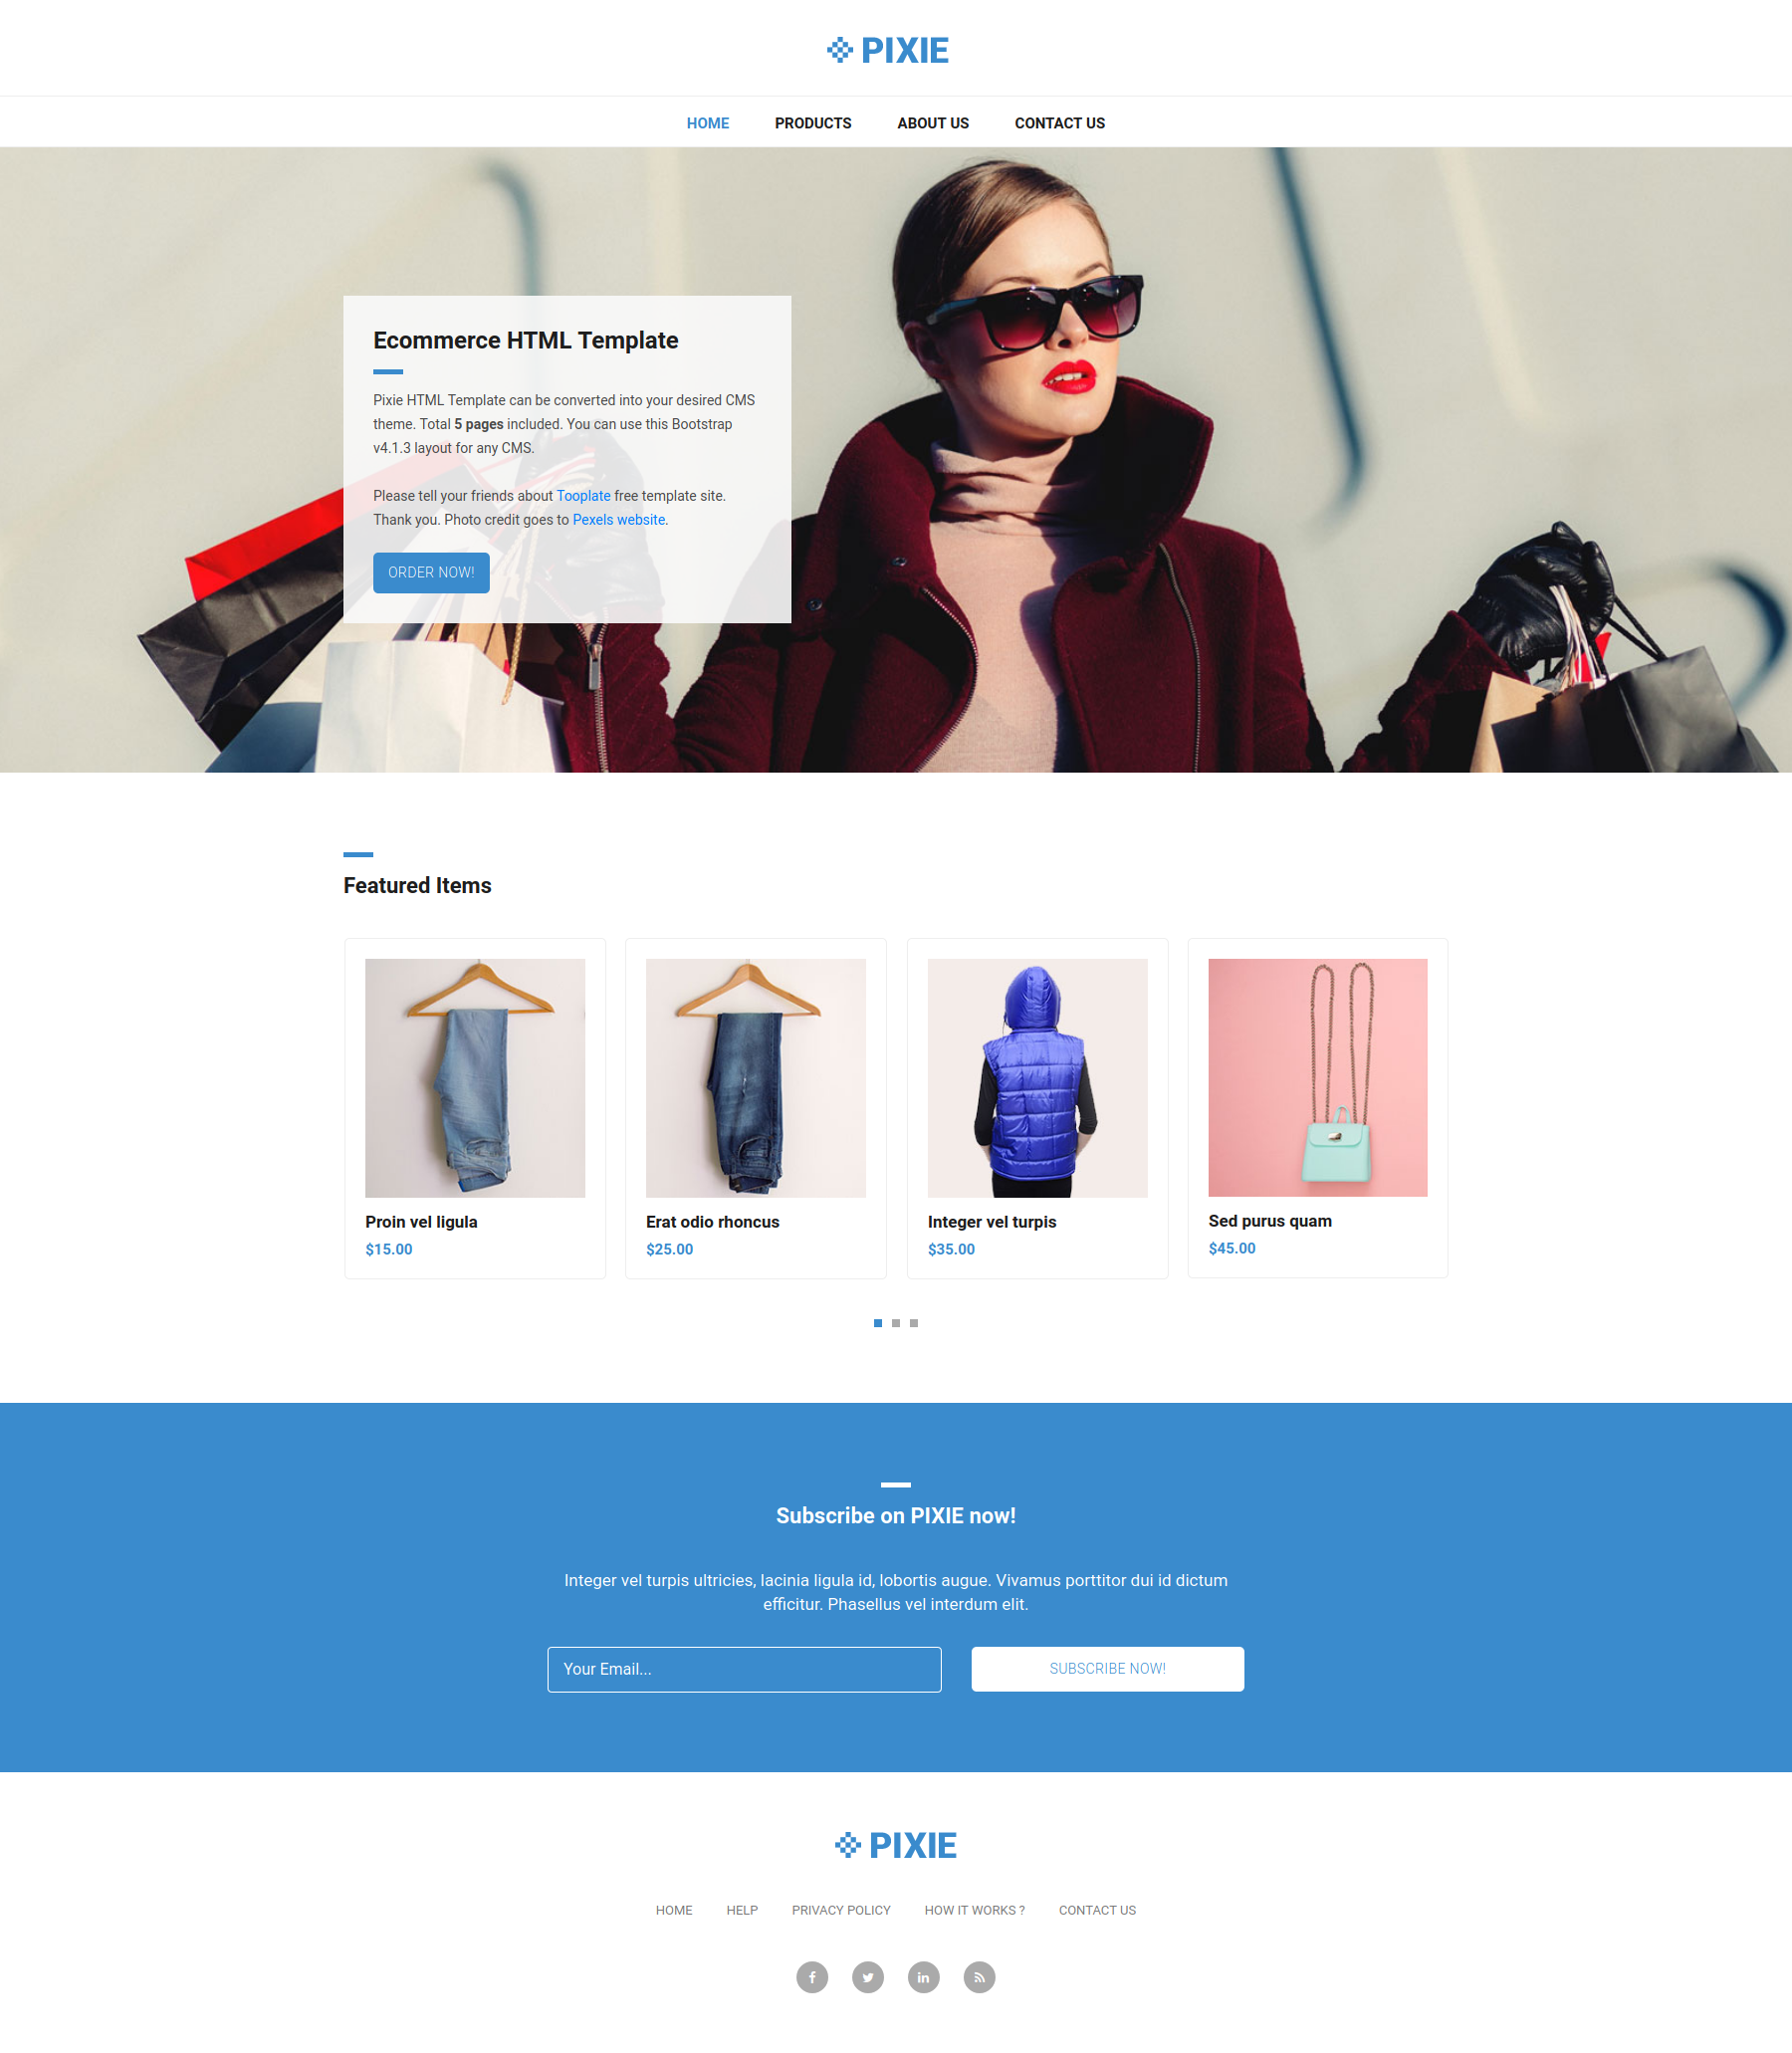 PIXIE
HOME PRODUCTS ABOUT US CONTACT US
Ecommerce HTML Template
Pixie HTML Template can be converted into your desired CMS
theme. Total 5 pages included. You can use this Bootstrap
v4.1.3 layout for any CMS.
Please tell your friends about Tooplate free template site.
Thank you. Photo credit goes to Pexels website.
ORDER NOW!
Featured Items
Proin vel ligula
$15.00
Erat odio rhoncus
$25.00
Integer vel turpis
$35.00
Sed purus quam
$45.00
Subscribe on PIXIE now!
Integer vel turpis ultricies, lacinia ligula id, lobortis augue. Vivamus porttitor dui id dictum
efficitur. Phasellus vel interdum elit.
Your Email...
SUBSCRIBE NOW!
PIXIE
HOME HELP PRIVACY POLICY HOW IT WORKS ? CONTACT US